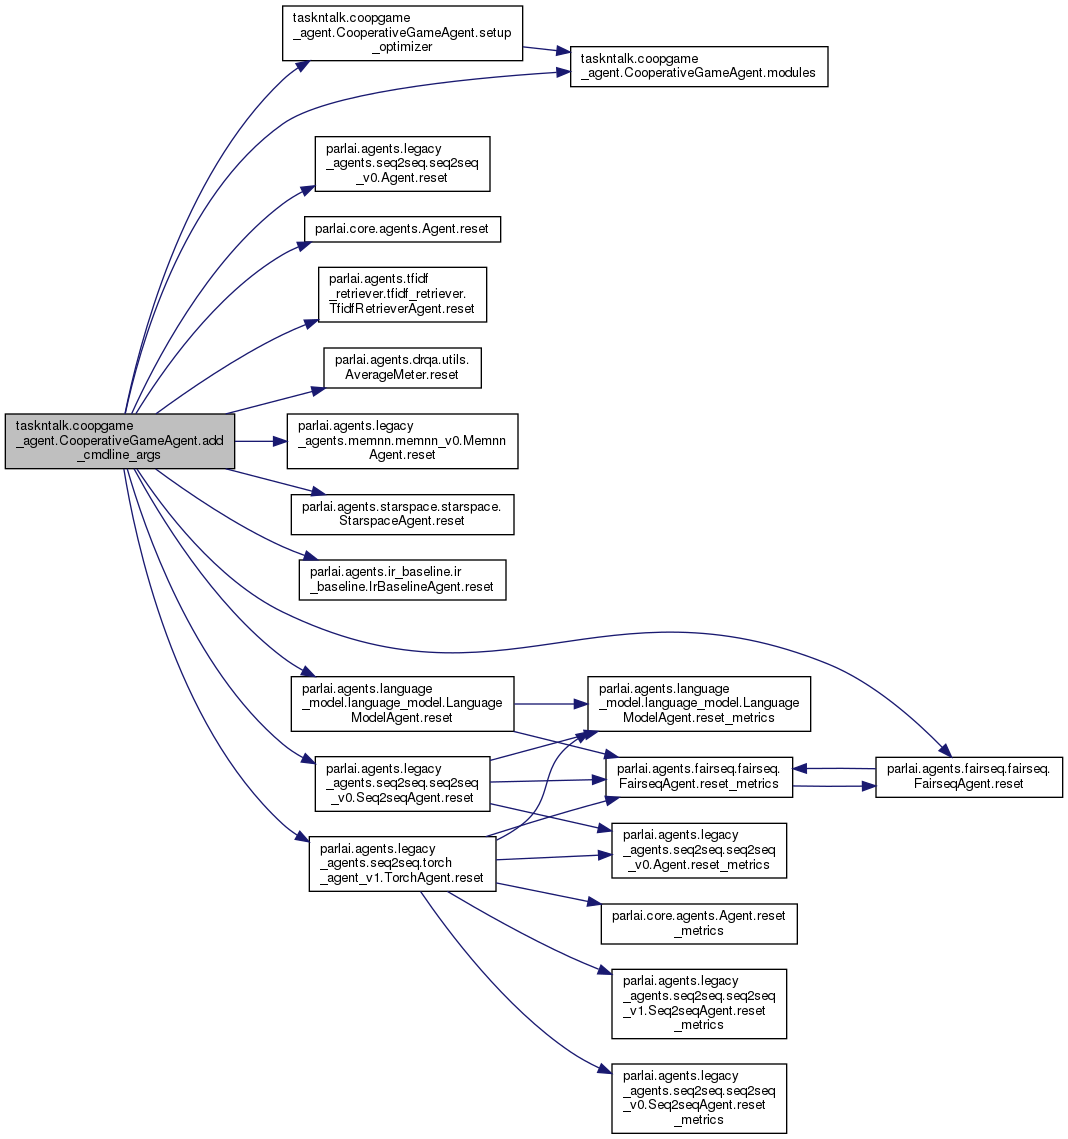 taskntalk.coopgame
_agent.CooperativeGameAgent.setup
_optimizer
taskntalk.coopgame
_agent.CooperativeGameAgent.modules
parlai.agents.legacy
_agents.seq2seq.seq2seq
_v0.Agent.reset
parlai.core.agents.Agent.reset
parlai.agents.tfidf
_retriever.tfidf_retriever.
TfidfRetrieverAgent.reset
parlai.agents.drqa.utils.
AverageMeter.reset
taskntalk.coopgame
_agent.CooperativeGameAgent.add
_cmdline_args
parlai.agents.legacy
_agents.memnn.memnn_v0.Memnn
Agent.reset
parlai.agents.starspace.starspace.
StarspaceAgent.reset
parlai.agents.ir_baseline.ir
_baseline.IrBaselineAgent.reset
parlai.agents.language
_model.language_model.Language
ModelAgent.reset
parlai.agents.language
_model.language_model.Language
ModelAgent.reset_metrics
parlai.agents.legacy
_agents.seq2seq.seq2seq
_v0.Seq2seqAgent.reset
parlai.agents.fairseq.fairseq.
FairseqAgent.reset_metrics
parlai.agents.fairseq.fairseq.
FairseqAgent.reset
parlai.agents.legacy
_agents.seq2seq.torch
_agent_v1.TorchAgent.reset
parlai.agents.legacy
_agents.seq2seq.seq2seq
_v0.Agent.reset_metrics
parlai.core.agents.Agent.reset
_metrics
parlai.agents.legacy
_agents.seq2seq.seq2seq
_v1.Seq2seqAgent.reset
_metrics
parlai.agents.legacy
_agents.seq2seq.seq2seq
_v0.Seq2seqAgent.reset
_metrics